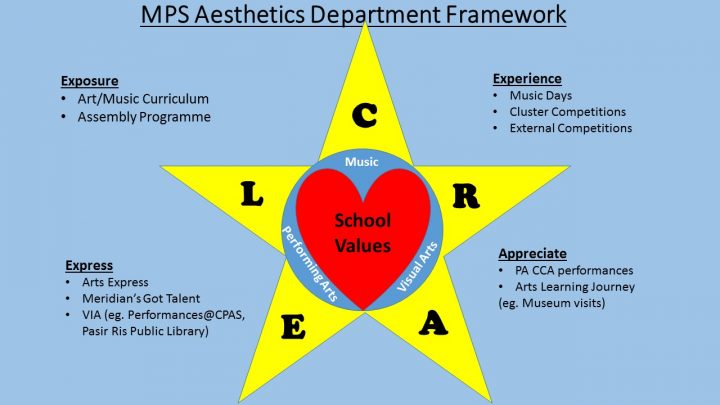 MPS Aesthetics Department Framework
Exposure
• Art/Music Curriculum
• Assembly Programme
Experience
• Music Days
• Cluster Competitions
• External Competitions
C
Music
L
R
School
Values
Performing Arts
Visual Arts
Express
• Arts Express
• Meridian's Got Talent
• VIA (eg. Performances@CPAS,
Pasir Ris Public Library)
Appreciate
• PA CCA performances
• Arts Learning Journey
(eg. Museum visits)
E
A